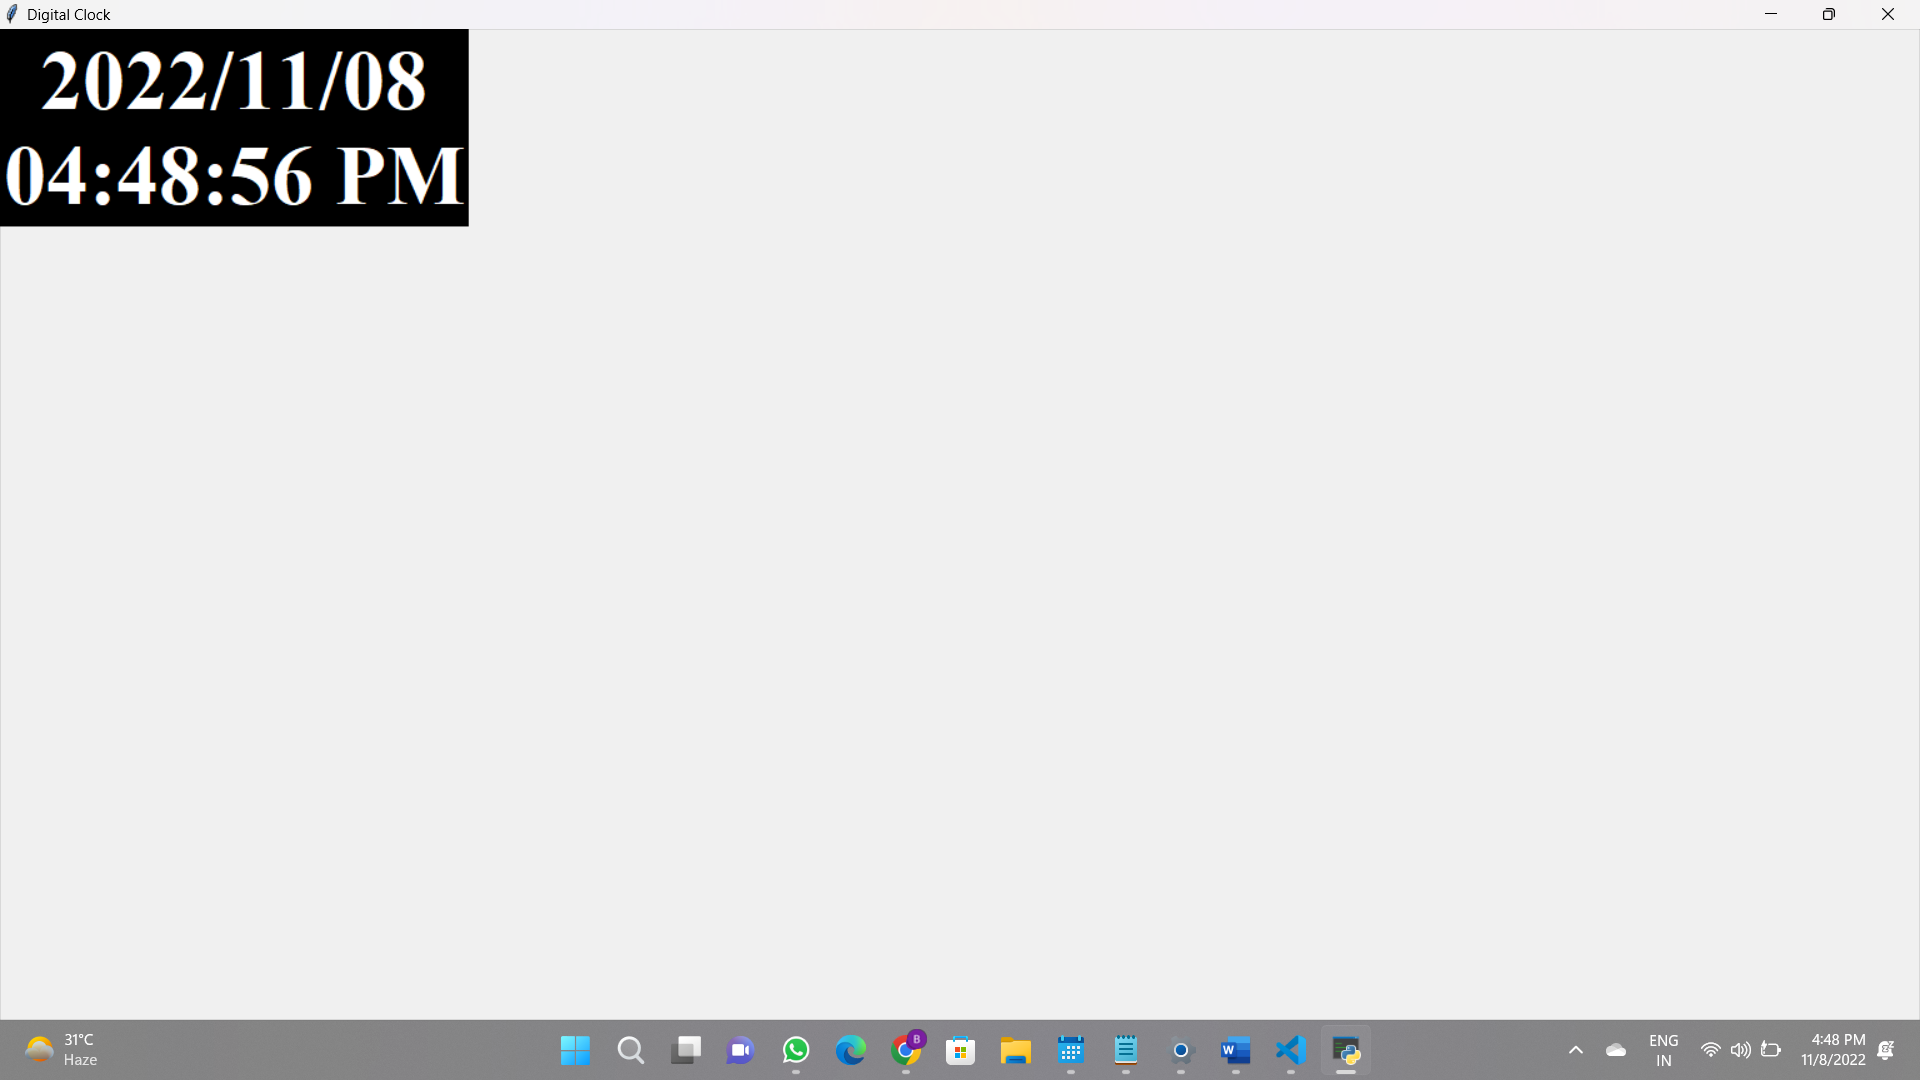 Digital Clock
2022/11/08
04:48:56 PM
31°C
Haze
B
W
ENG
IN
4:48 PM
11/8/2022